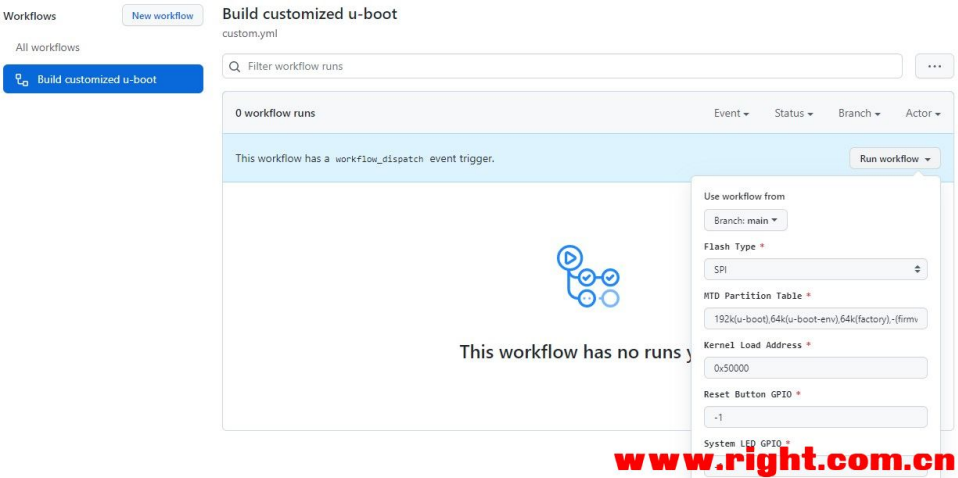 Workflows
New workflow
All workflows
Build customized u-boot
Build customized u-boot
custom.yml
Filter workflow runs
...
0 workflow runs
Event
Status
Branch
Actor
This workflow has a workflow_dispatch event trigger.
Run workflow
This workflow has no runs y
Use workflow from
Branch: main
Flash Type *
SPI
MTD Partition Table *
192k(u-boot),64k(u-boot-env),64k(factory),-(firmw
Kernel Load Address *
0x50000
Reset Button GPIO *
-1
System LED GPIO *
www.right.com.cn